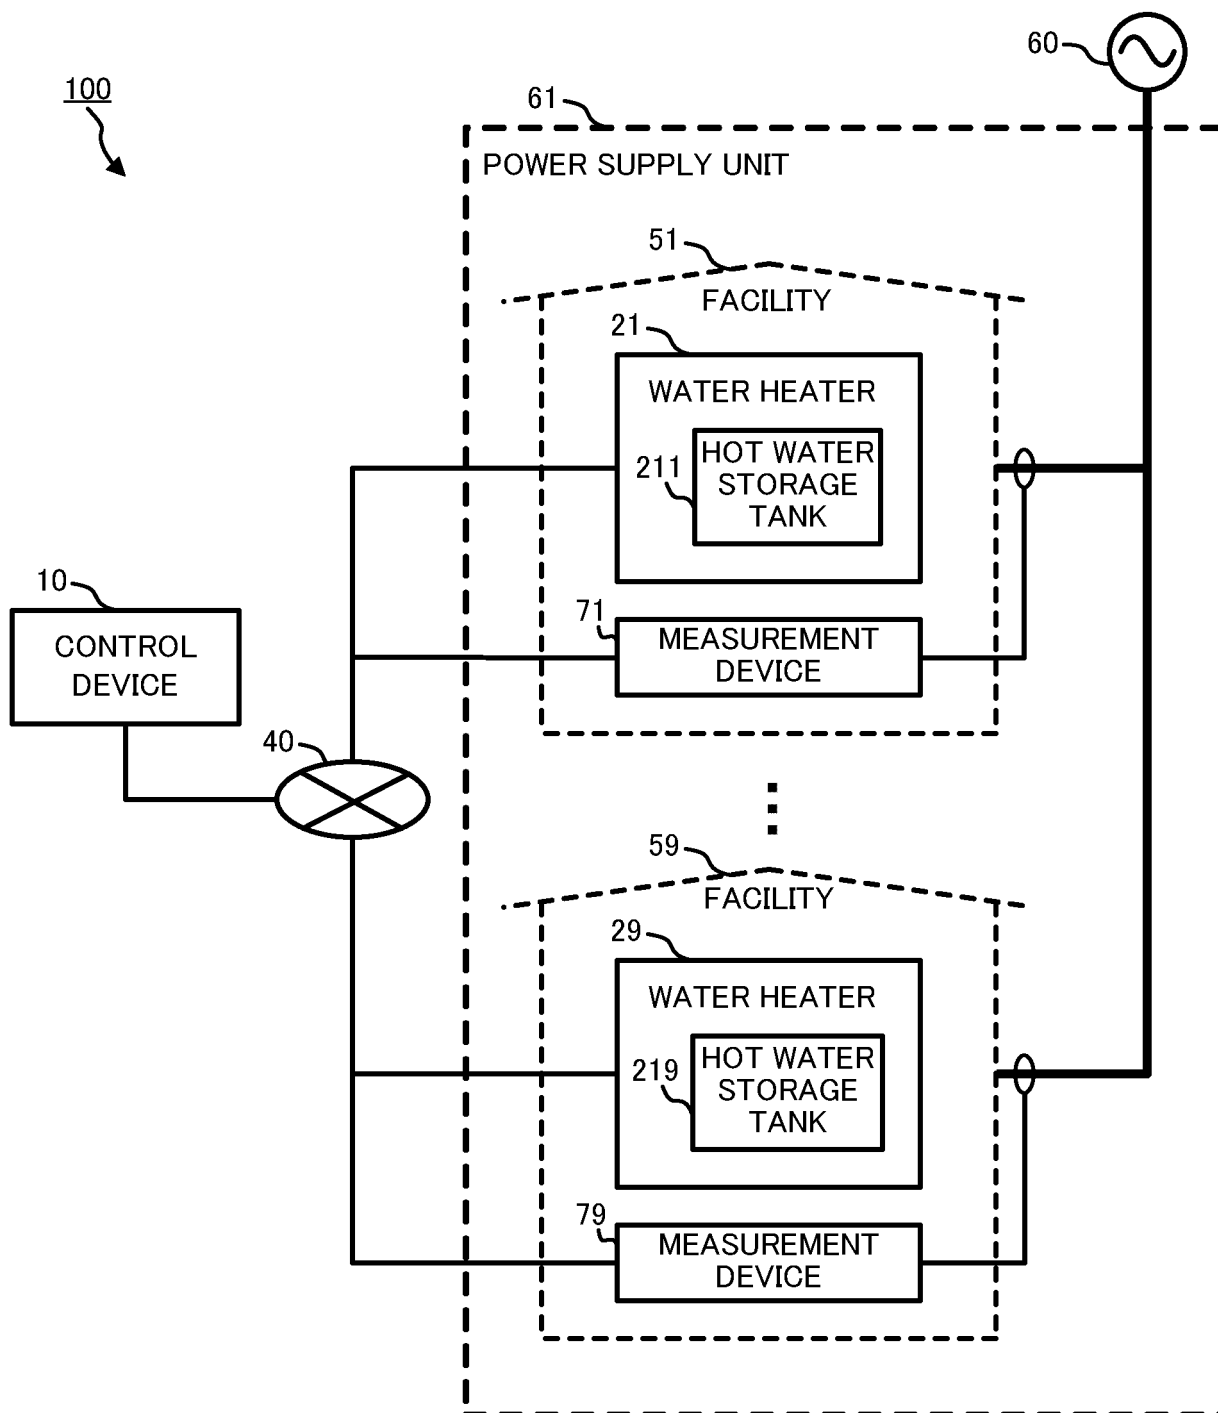 60
100
61
POWER SUPPLY UNIT
51
FACILITY
21
WATER HEATER
211
HOT WATER
STORAGE
TANK
10
CONTROL
DEVICE
71
MEASUREMENT
DEVICE
40
59
FACILITY
29
WATER HEATER
219
HOT WATER
STORAGE
TANK
79
MEASUREMENT
DEVICE